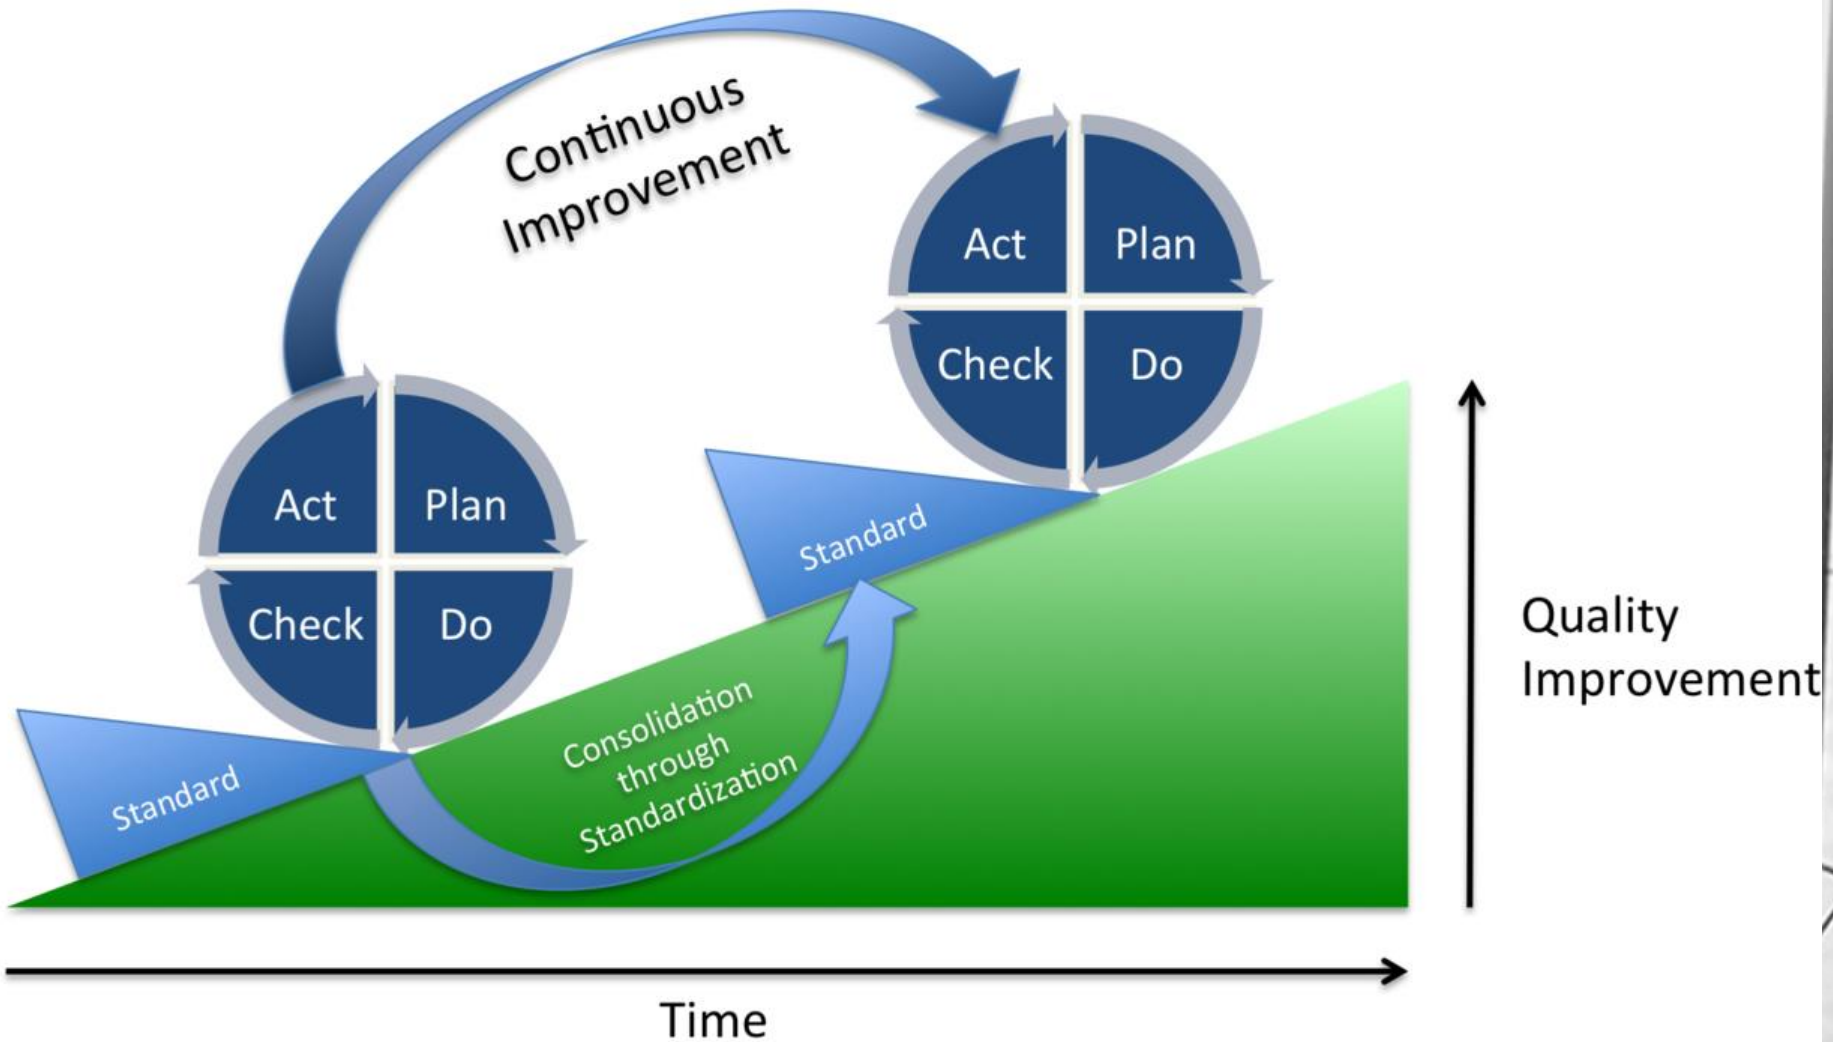 Continuous
Improvement
Act
Plan
Check
Do
Act
Plan
Check
Do
Standard
Standard
Consolidation
through
Standardization
Quality
Improvement
Time